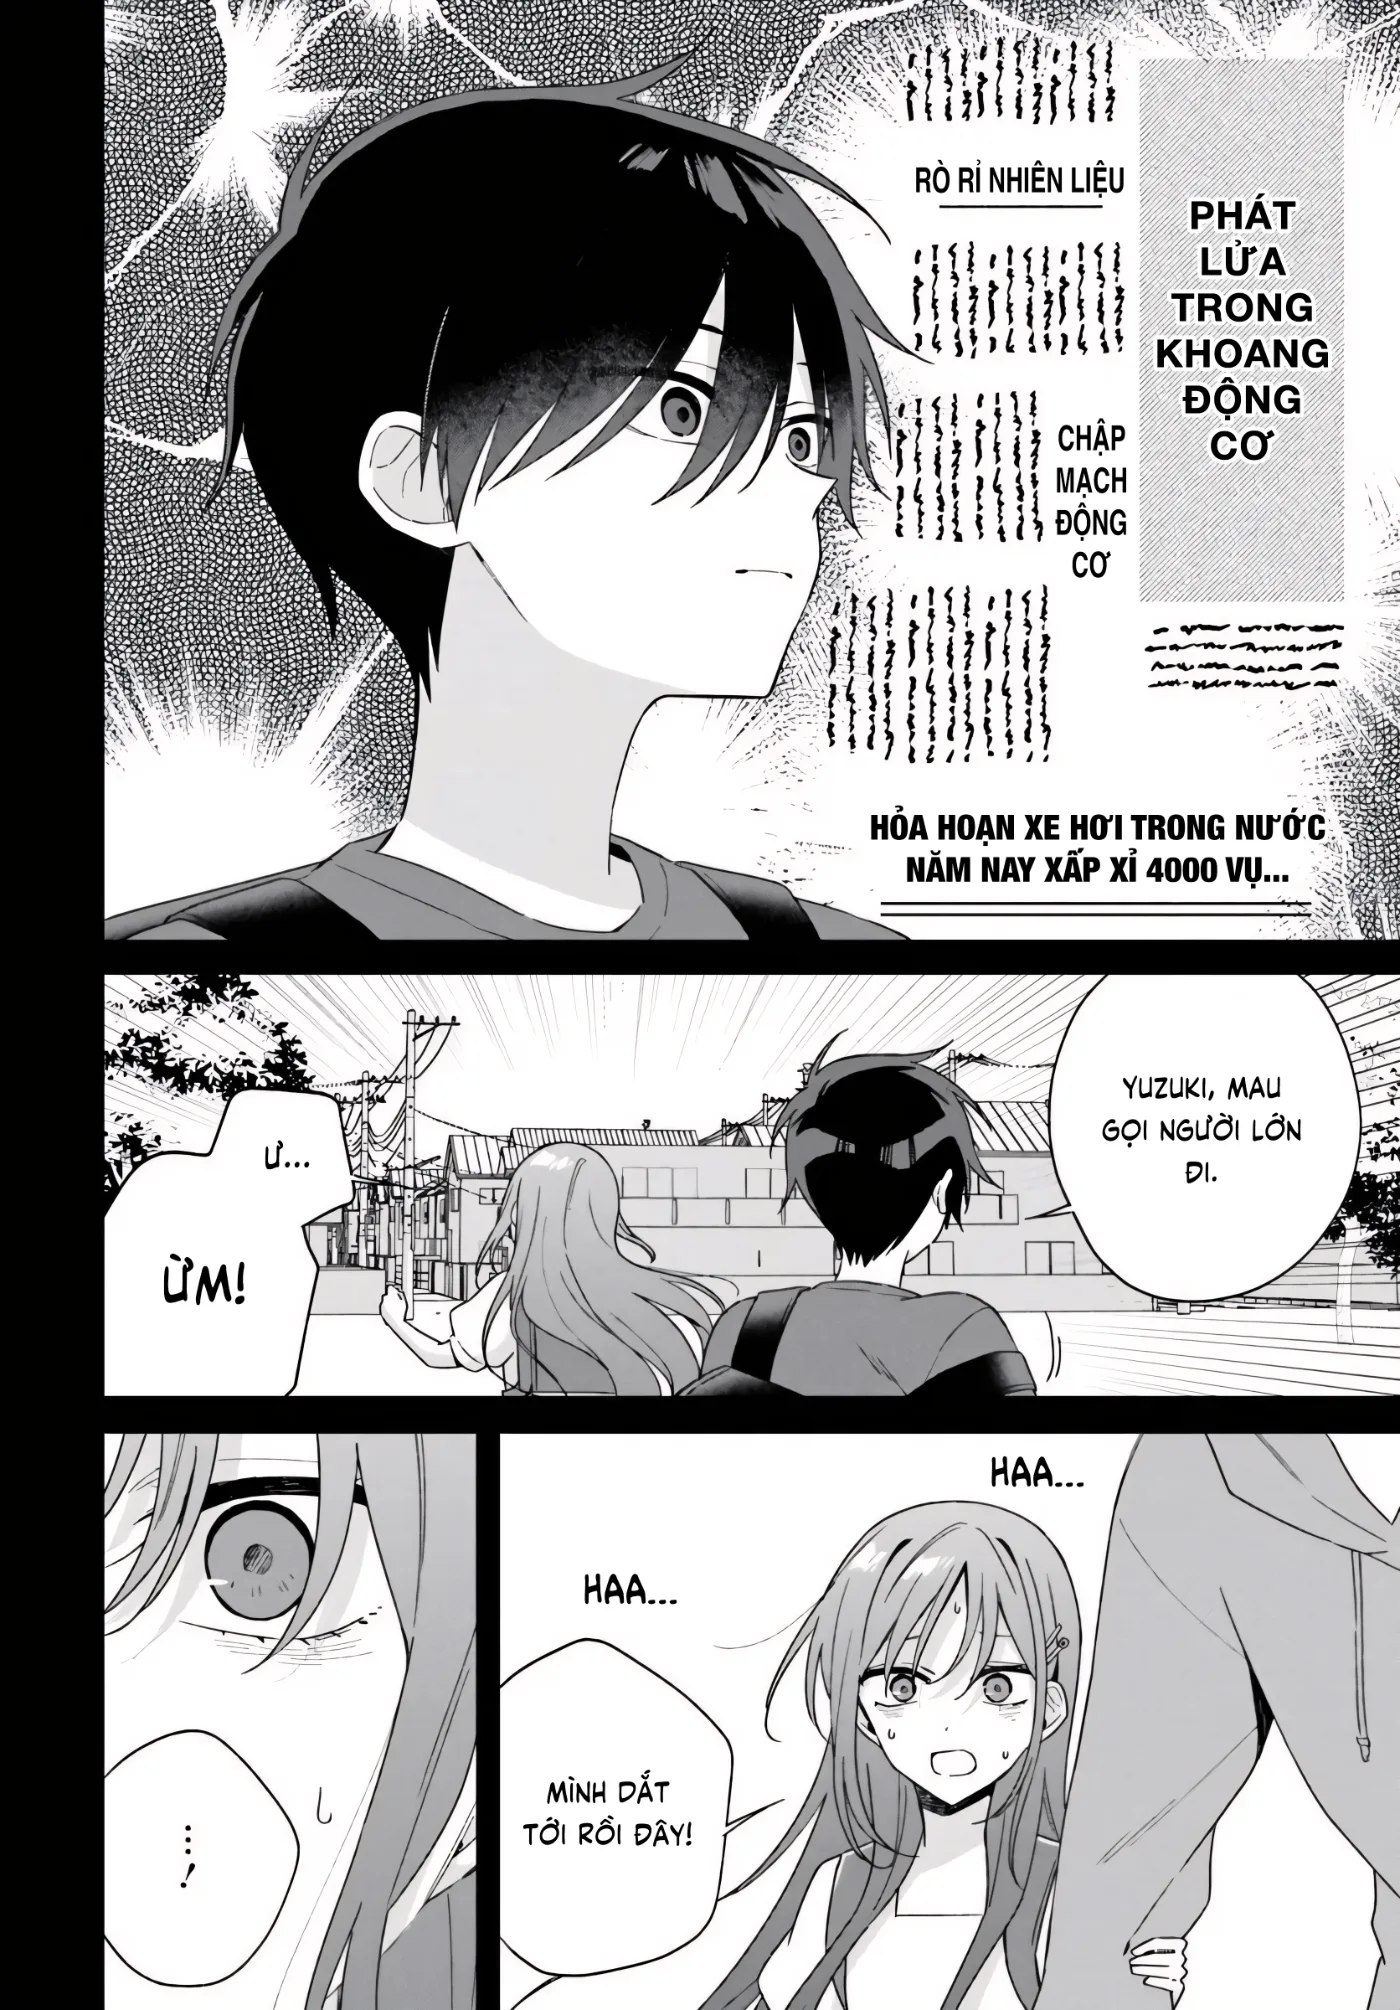 PHÁT
LỬA
TRONG
KHOANG
ĐỘNG
CƠ
RÒ RỈ NHIÊN LIỆU
CHẬP
MẠCH
ĐỘNG
CƠ
HỎA HOẠN XE HƠI TRONG NƯỚC
NĂM NAY XẤP XỈ 4000 VỤ...
YUZUKI, MAU
GỌI NGƯỜI LỚN
ĐI.
Ư...
ỪM!
HAA...
HAA...
MÌNH DẮT
TỚI RỒI ĐÂY!
...!